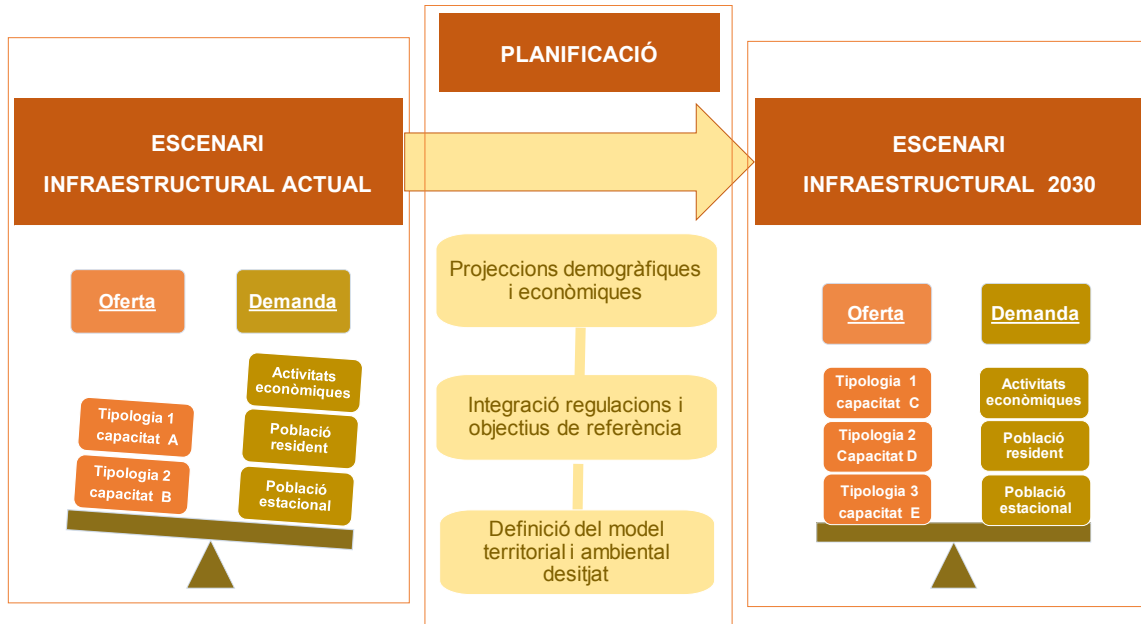 ESCENARI
INFRAESTRUCTURAL ACTUAL
Oferta
Demanda
Tipologia 1
capacitat A
Tipologia 2
capacitat B
Activitats
econòmiques
Població
resident
Població
estacional
PLANIFICACIÓ
Projeccions demogràfiques
i econòmiques
Integració regulacions i
objectius de referència
Definició del model
territorial i ambiental
desitjat
ESCENARI
INFRAESTRUCTURAL 2030
Oferta
Demanda
Tipologia 1
capacitat C
Tipologia 2
Capacitat D
Tipologia 3
capacitat E
Activitats
econòmiques
Població
resident
Població
estacional